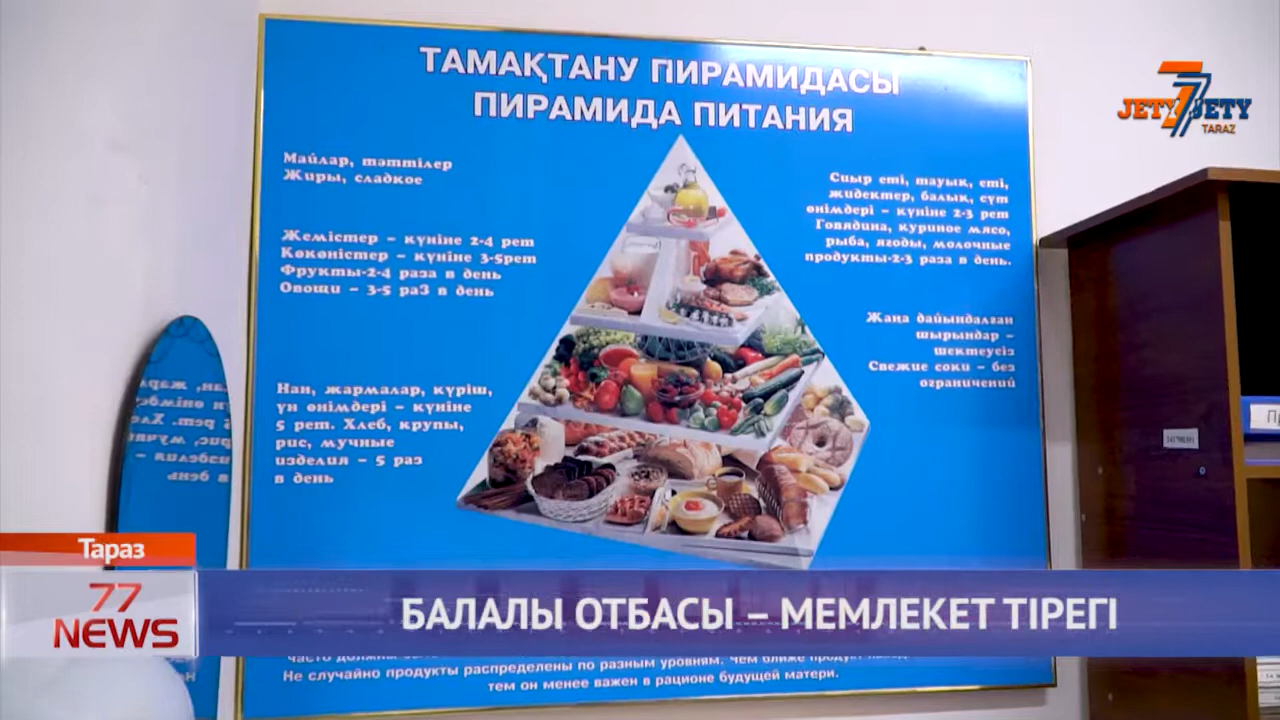 ТАМАҚТАНУ ПИРАМИДАСЫ
ПИРАМИДА ПИТАНИЯ
JETY 7 JETY
TARAZ
Майлар, тәттілер
Жиры, сладкое
Жемістер – күніне 2-4 рет
Көкөністер – күніне 3-5рет
Фрукты-2-4 раза в день
Овощи – 3-5 раЗ в день
Нан, жармалар, күріш,
ұн өнімдері – күніне
5 рет. Хлеб, крупы,
рис, мучные
изделия – 5 раз
в день
Сиыр еті, тауық, еті,
жидектер, балық, сүт
өнімдері – күніне 2-3 рет
Говядина, куриное мясо,
рыба, ягоды, молочные
продукты-2-3 раза в день.
Жаңа дайындалған
шырындар –
шектеусіз
Свежие соки – без
ограничений
Тараз
77
NEWS
БАЛАЛЫ ОТБАСЫ – МЕМЛЕКЕТ ТІРЕГІ
Не случайно продукты распределены по разным уровням. Чем ближе продукт
тем он менее важен в рационе будущей матери.